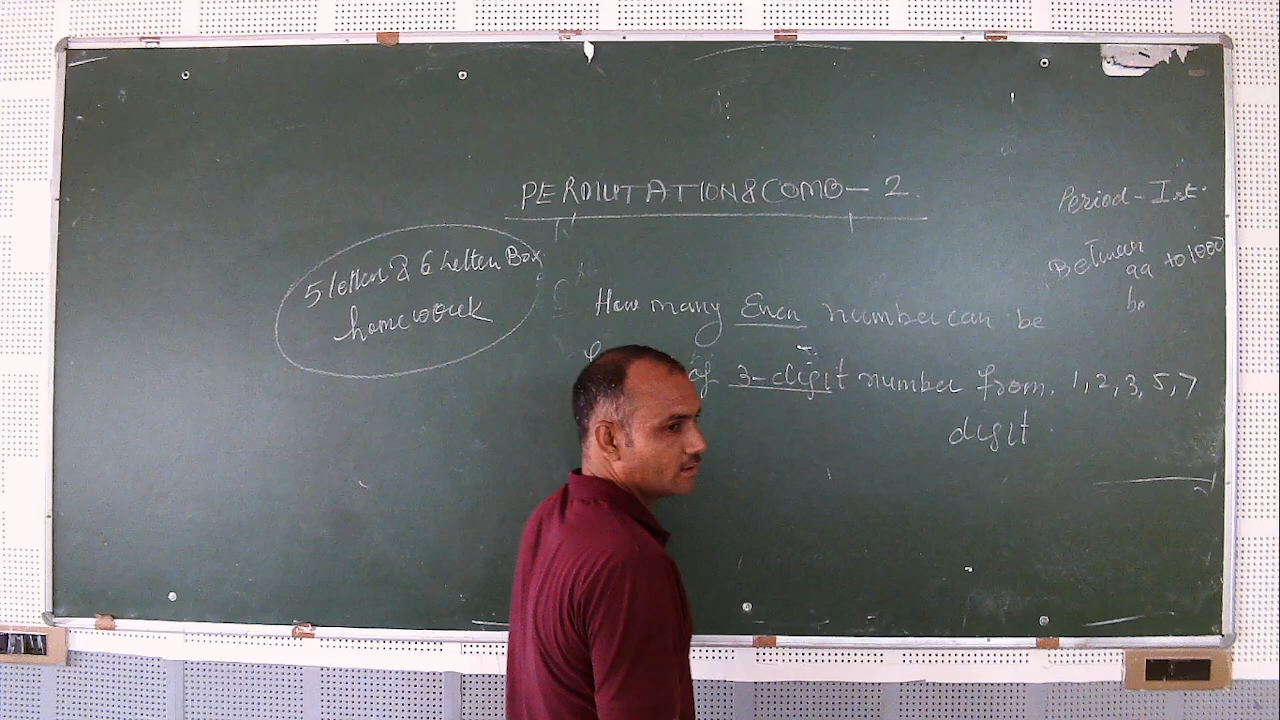 PERMUTATION & COMB - 2
Period - Ist.
5 letter & 6 letter Box
homework
Between
99 to 1000
How many Even number can be
of 3-digit number from, 1, 2, 3, 5, 7
digit.